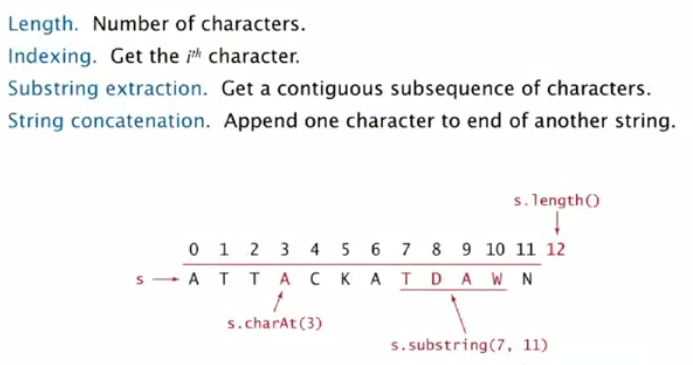 Length. Number of characters.
Indexing. Get the ith character.
Substring extraction. Get a contiguous subsequence of characters.
String concatenation. Append one character to end of another string.
s.length()
0 1 2 3 4 5 6 7 8 9 10 11 12
s A T T A C K A T D A W N
s.charAt(3)
s.substring(7, 11)